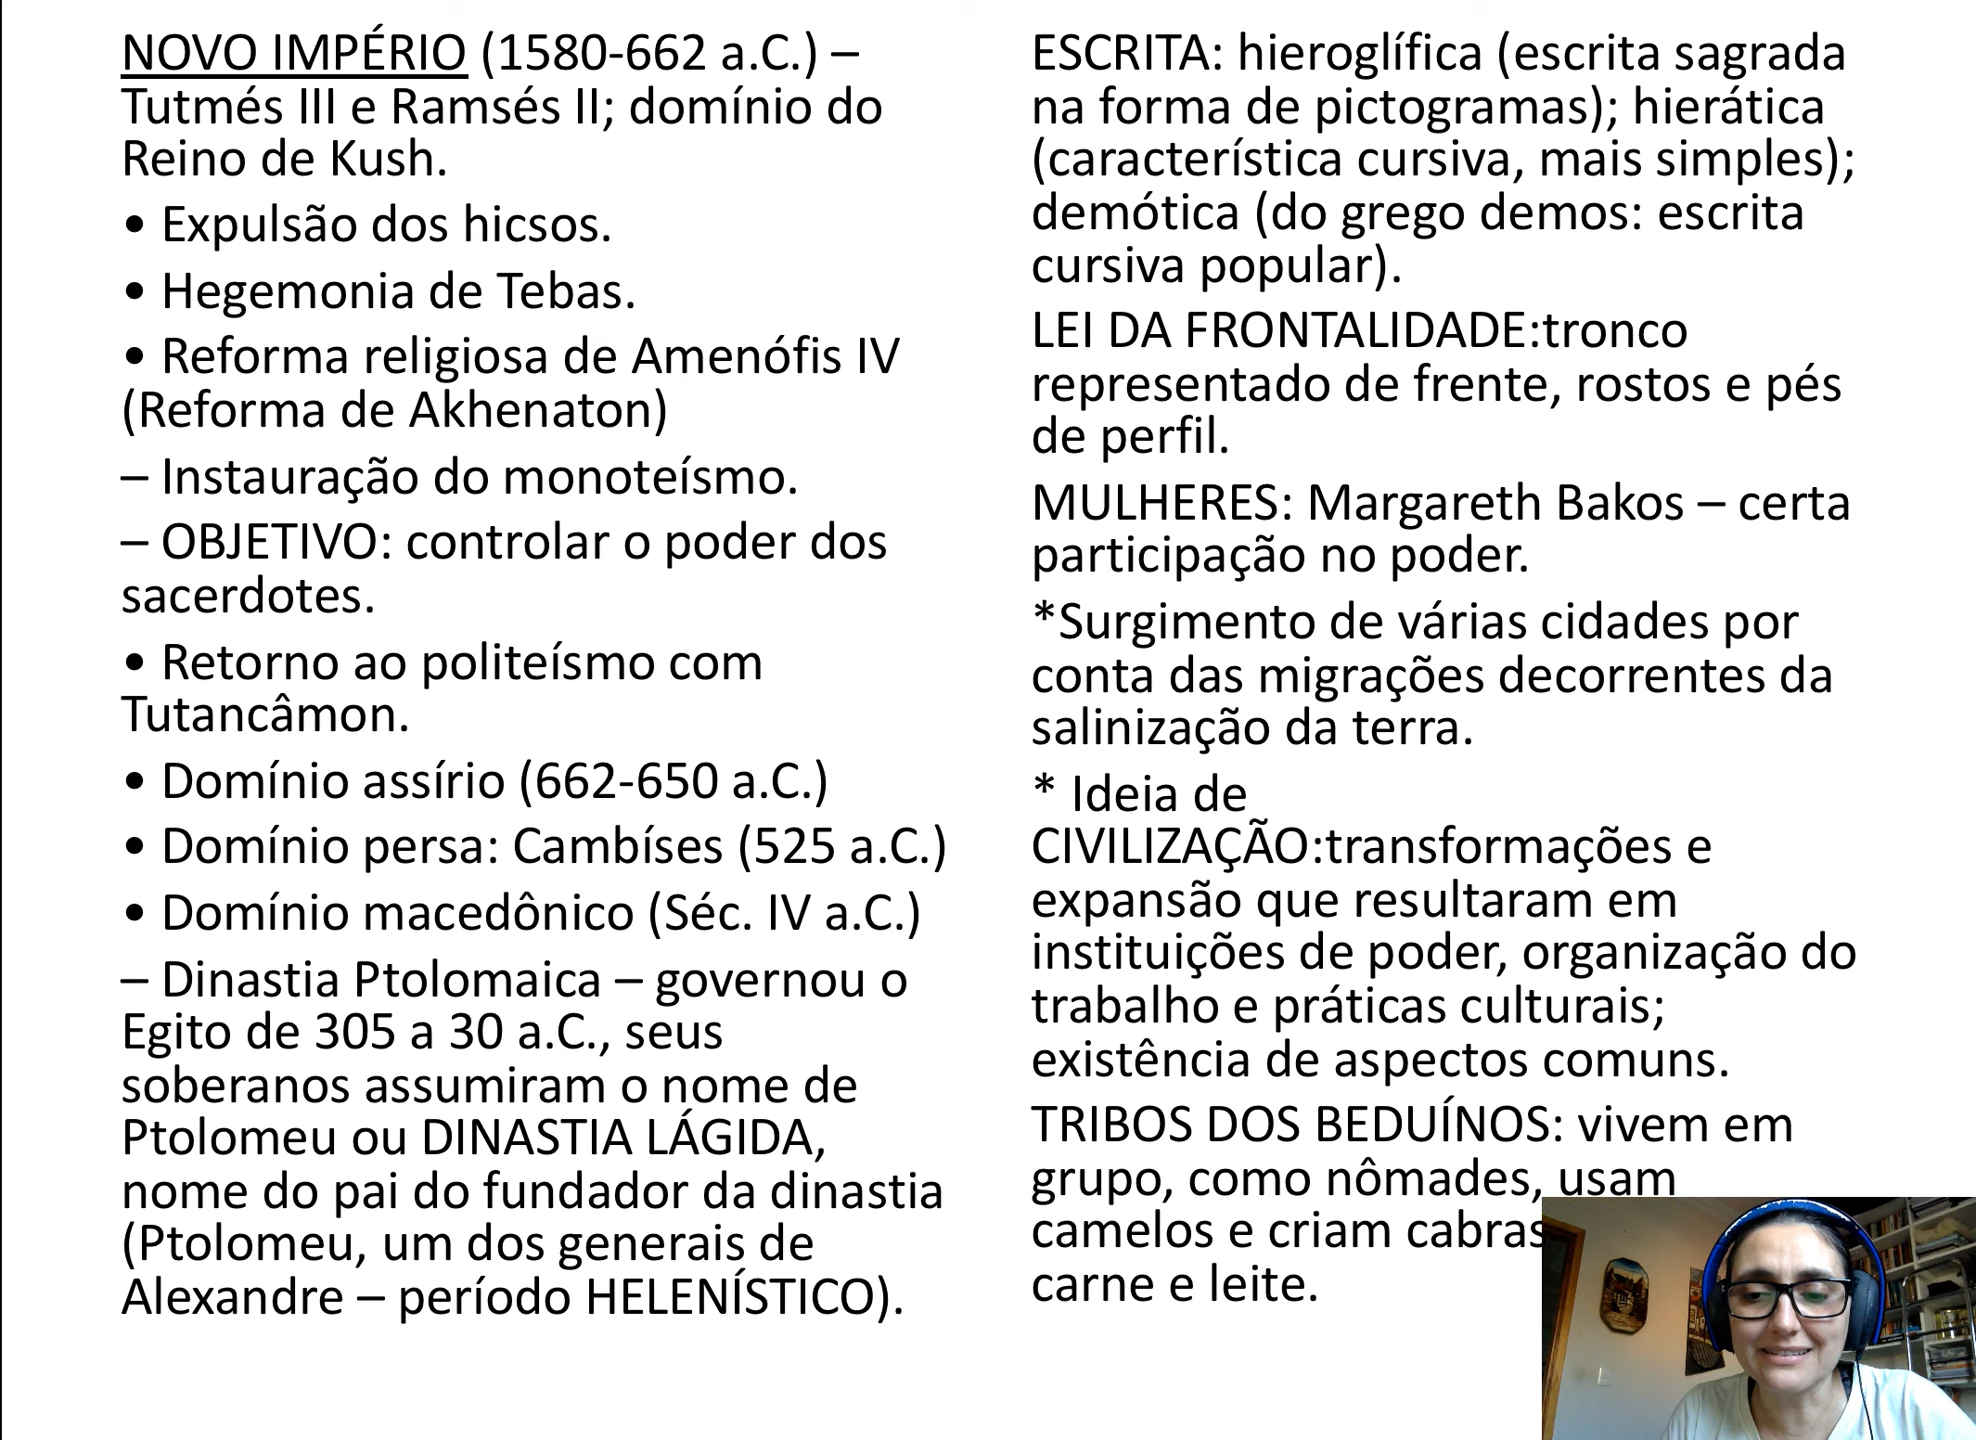 NOVO IMPÉRIO (1580-662 a.C.) –
Tutmés III e Ramsés II; domínio do
Reino de Kush.
• Expulsão dos hicsos.
• Hegemonia de Tebas.
• Reforma religiosa de Amenófis IV
(Reforma de Akhenaton)
– Instauração do monoteísmo.
– OBJETIVO: controlar o poder dos
sacerdotes.
• Retorno ao politeísmo com
Tutancâmon.
• Domínio assírio (662-650 a.C.)
• Domínio persa: Cambíses (525 a.C.)
• Domínio macedônico (Séc. IV a.C.)
– Dinastia Ptolomaica – governou o
Egito de 305 a 30 a.C., seus
soberanos assumiram o nome de
Ptolomeu ou DINASTIA LÁGIDA,
nome do pai do fundador da dinastia
(Ptolomeu, um dos generais de
Alexandre – período HELENÍSTICO).
ESCRITA: hieroglífica (escrita sagrada
na forma de pictogramas); hierática
(característica cursiva, mais simples);
demótica (do grego demos: escrita
cursiva popular).
LEI DA FRONTALIDADE:tronco
representado de frente, rostos e pés
de perfil.
MULHERES: Margareth Bakos – certa
participação no poder.
*Surgimento de várias cidades por
conta das migrações decorrentes da
salinização da terra.
* Ideia de
CIVILIZAÇÃO:transformações e
expansão que resultaram em
instituições de poder, organização do
trabalho e práticas culturais;
existência de aspectos comuns.
TRIBOS DOS BEDUÍNOS: vivem em
grupo, como nômades, usam
camelos e criam cabras
carne e leite.